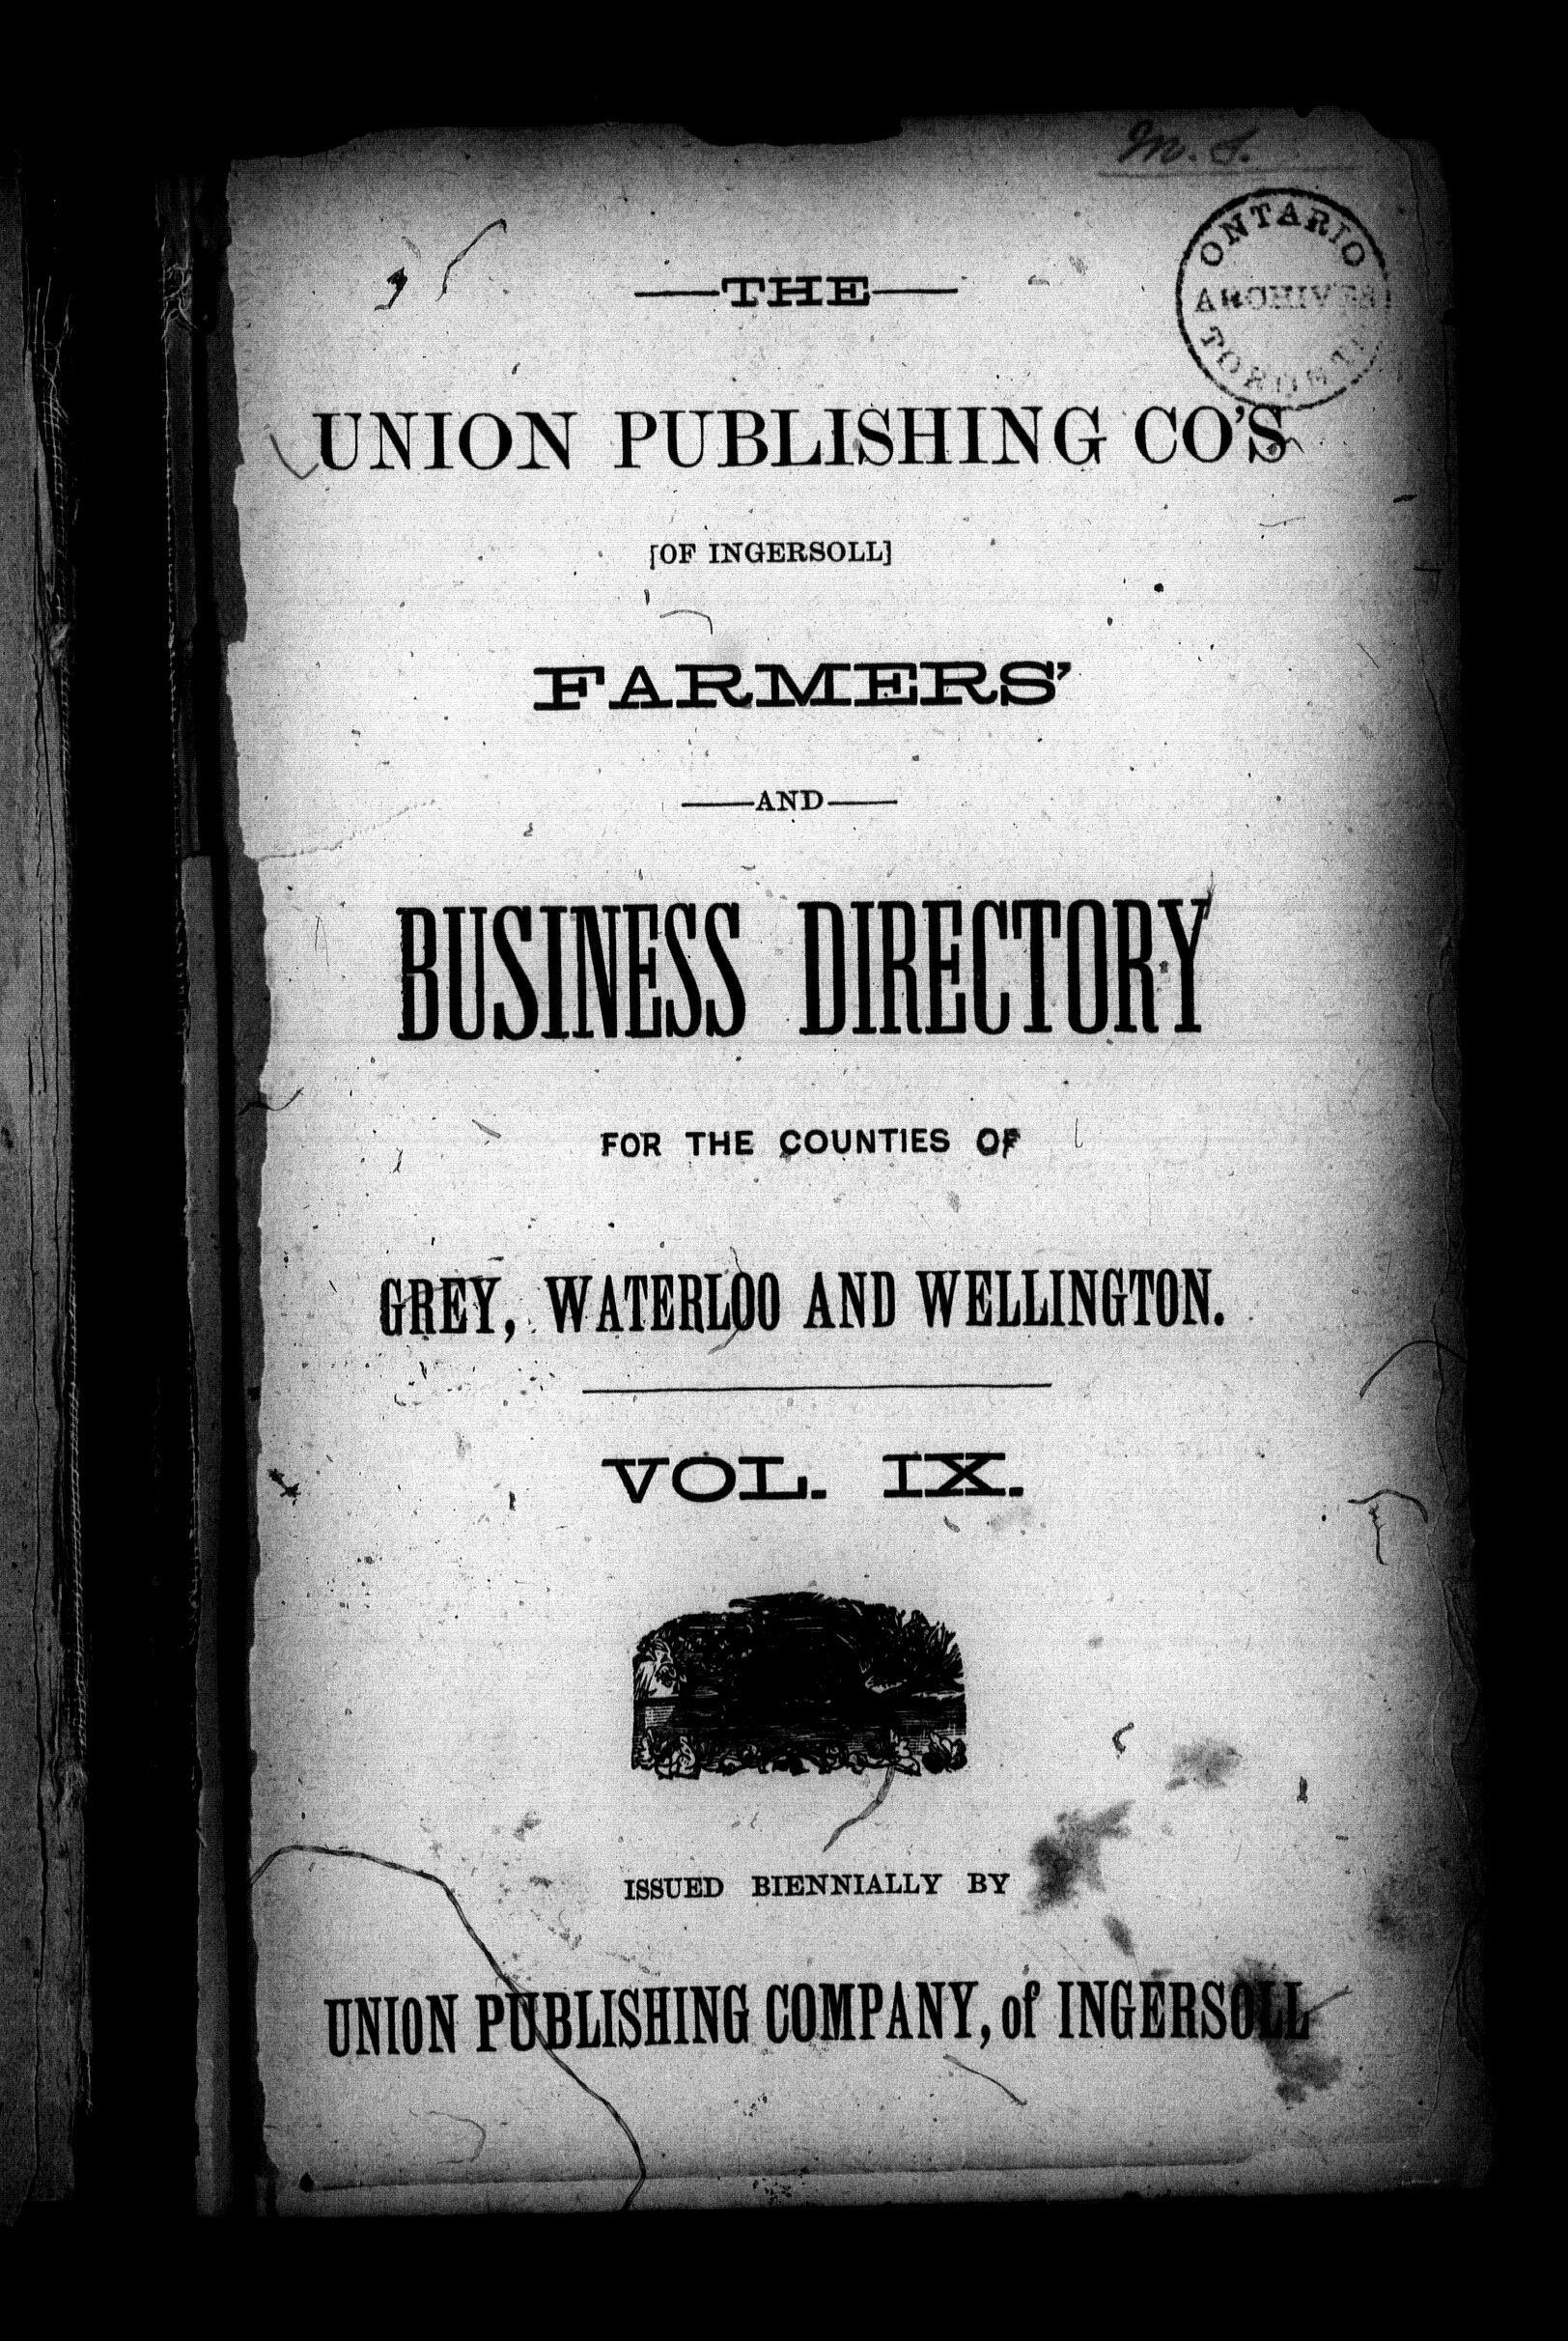 M. S.
ONTARIO
ARCHIVES
TORONTO
THE
UNION PUBLISHING CO'S
[OF INGERSOLL]
FARMERS'
AND
BUSINESS DIRECTORY
FOR THE COUNTIES OF
GREY, WATERLOO AND WELLINGTON.
VOL. IX.
ISSUED BIENNIALLY BY
UNION PUBLISHING COMPANY, of INGERSOLL